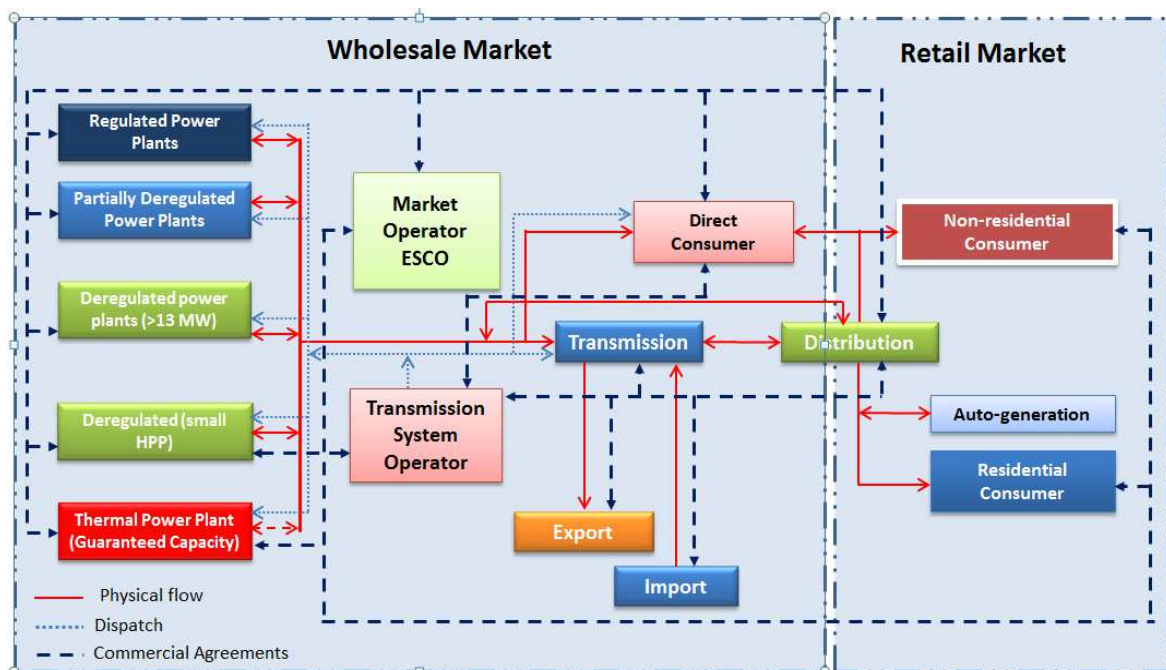 Wholesale Market
Retail Market
Regulated Power
Plants
Partially Deregulated
Power Plants
Market
Operator
ESCO
Direct
Consumer
Non-residential
Consumer
Deregulated power
plants (>13 MW)
Transmission
Distribution
Deregulated (small
HPP)
Transmission
System
Operator
Auto-generation
Residential
Consumer
Thermal Power Plant
(Guaranteed Capacity)
Export
Import
Physical flow
Dispatch
Commercial Agreements